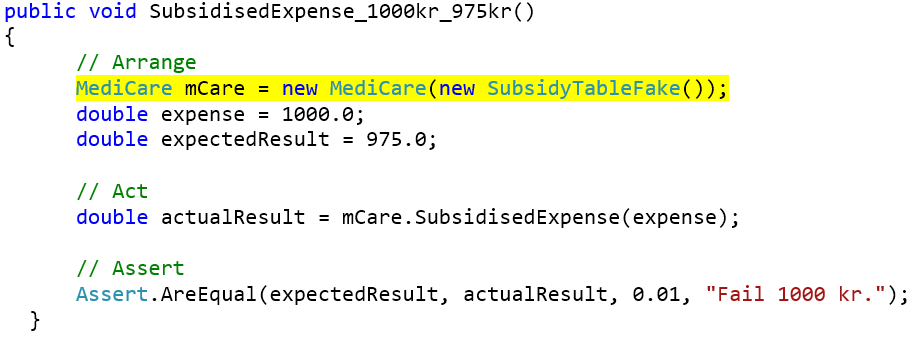 public void SubsidisedExpense_1000kr_975kr()
{
// Arrange
MediCare mCare = new MediCare(new SubsidyTableFake());
double expense = 1000.0;
double expectedResult = 975.0;
// Act
double actualResult = mCare.SubsidisedExpense(expense);
// Assert
Assert.AreEqual(expectedResult, actualResult, 0.01, "Fail 1000 kr.");
}